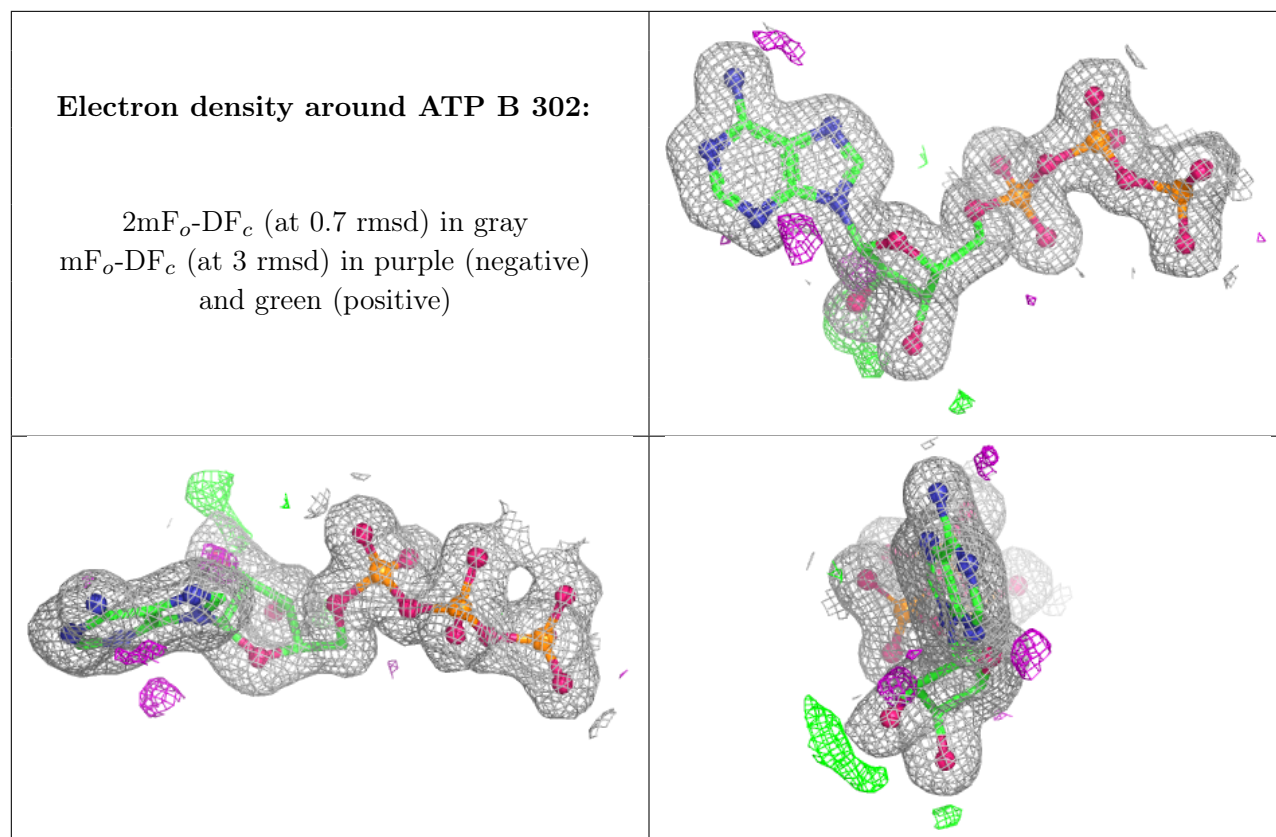 Electron density around ATP B 302:
2mFo-DFc (at 0.7 rmsd) in gray
mFo-DFc (at 3 rmsd) in purple (negative)
and green (positive)